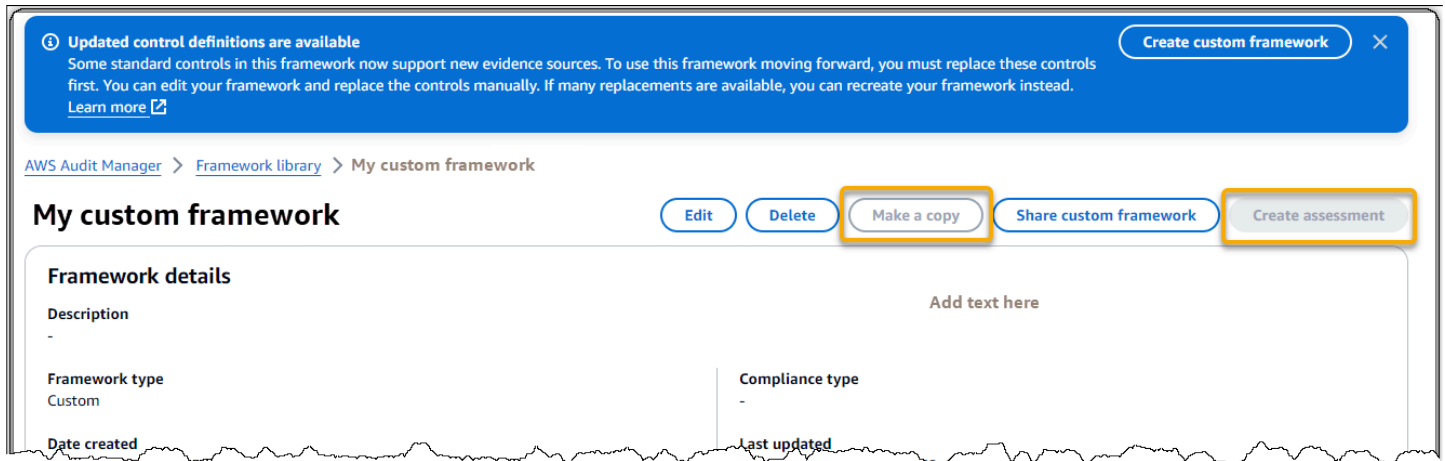 Updated control definitions are available
Create custom framework
Some standard controls in this framework now support new evidence sources. To use this framework moving forward, you must replace these controls
first. You can edit your framework and replace the controls manually. If many replacements are available, you can recreate your framework instead.
Learn more
AWS Audit Manager > Framework library > My custom framework
My custom framework
Edit
Delete
Make a copy
Share custom framework
Create assessment
Framework details
Add text here
Description
-
Framework type
Custom
Compliance type
-
Date created
Last updated